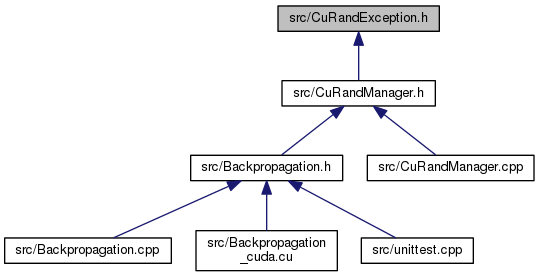 src/CuRandException.h
src/CuRandManager.h
src/Backpropagation.h
src/CuRandManager.cpp
src/Backpropagation.cpp
src/Backpropagation
_cuda.cu
src/unittest.cpp